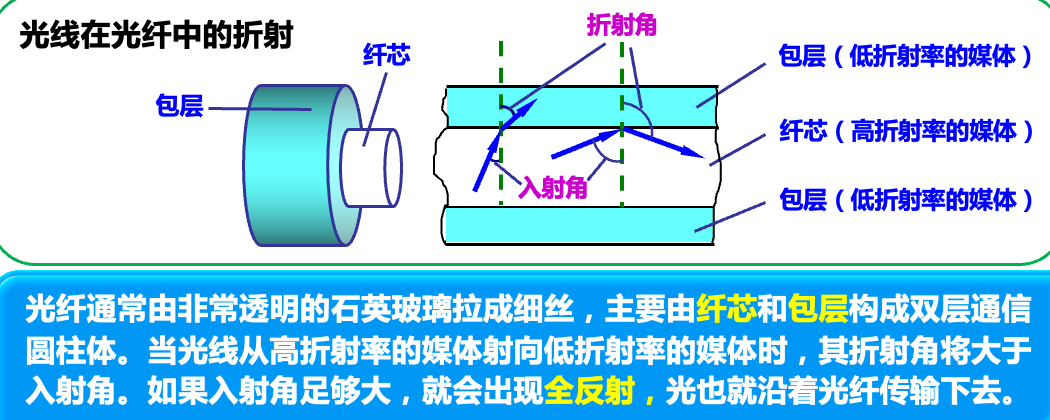 光线在光纤中的折射
折射角
纤芯
包层
包层（低折射率的媒体）
纤芯（高折射率的媒体）
入射角
包层（低折射率的媒体）
光纤通常由非常透明的石英玻璃拉成细丝，主要由纤芯和包层构成双层通信
圆柱体。当光线从高折射率的媒体射向低折射率的媒体时，其折射角将大于
入射角。如果入射角足够大，就会出现全反射，光也就沿着光纤传输下去。